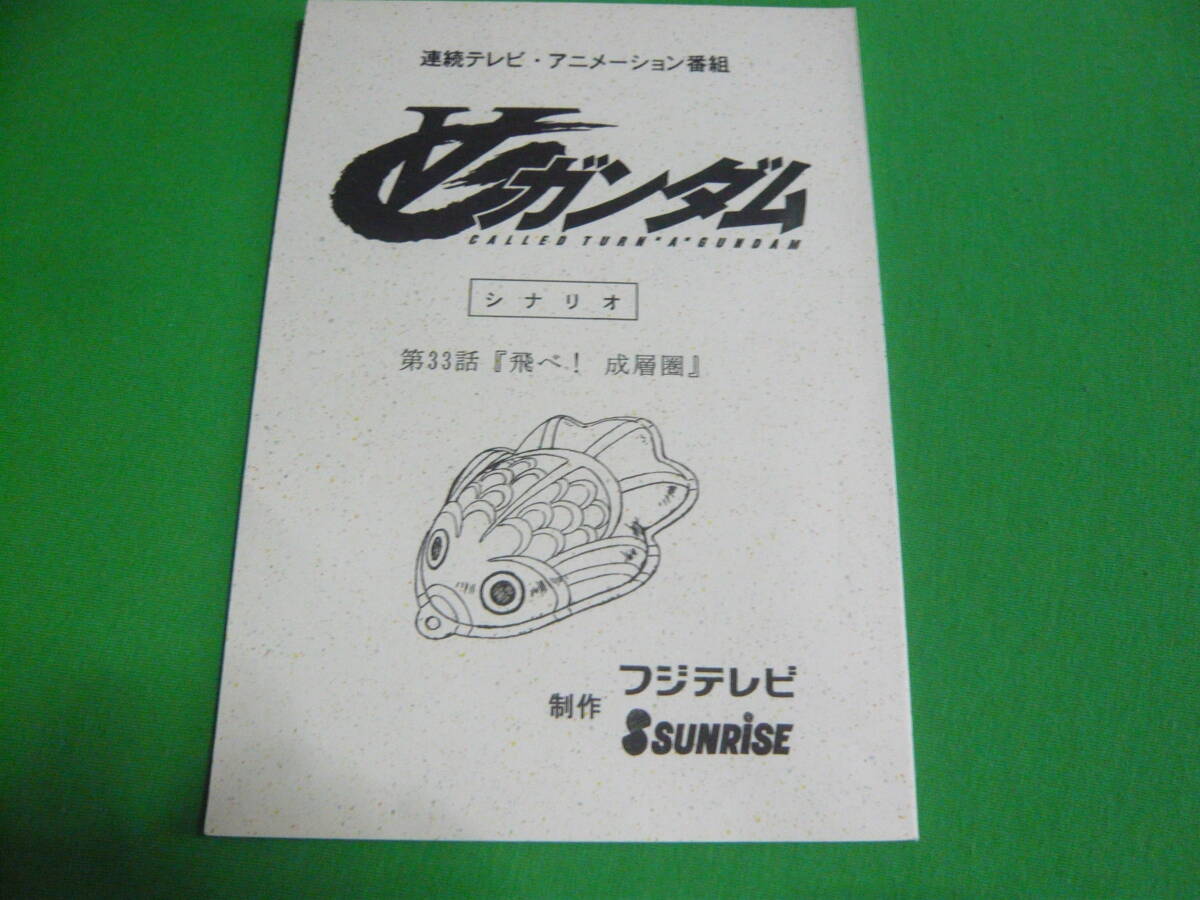 連続テレビ・アニメーション番組
∀ガンダム
CALLED TURN "A" GUNDAM
シナリオ
第33話『飛べ! 成層圏』
制作 フジテレビ
SUNRiSE